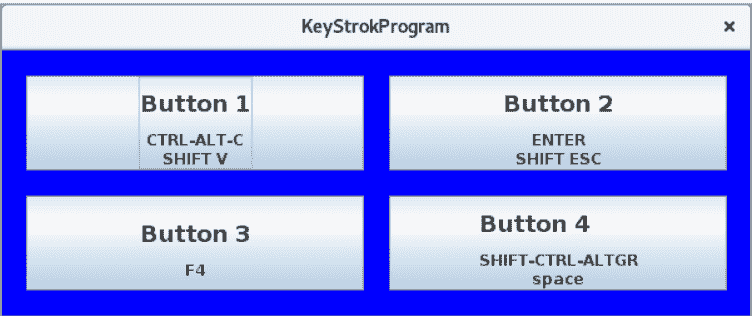 KeyStrokProgram
Button 1
CTRL-ALT-C
SHIFT V
Button 2
ENTER
SHIFT ESC
Button 3
F4
Button 4
SHIFT-CTRL-ALTGR
space